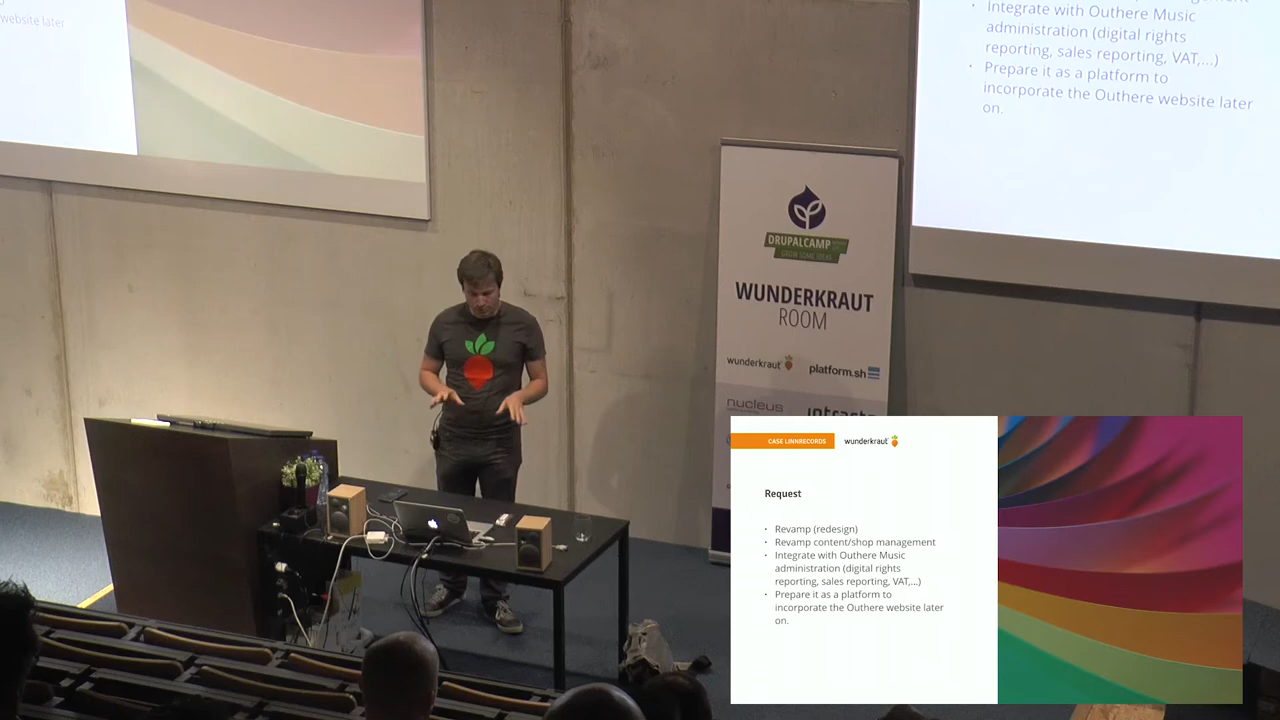 website later
Integrate with Outhere Music
administration (digital rights
reporting, sales reporting, VAT,...)
Prepare it as a platform to
incorporate the Outhere website later
on.
DRUPALCAMP
GROW SOME IDEAS
WUNDERKRAUT
ROOM
wunderkraut
platform.sh
nucleus
CASE LINNRECORDS
wunderkraut
Request
· Revamp (redesign)
· Revamp content/shop management
· Integrate with Outhere Music
administration (digital rights
reporting, sales reporting, VAT,...)
· Prepare it as a platform to
incorporate the Outhere website later
on.